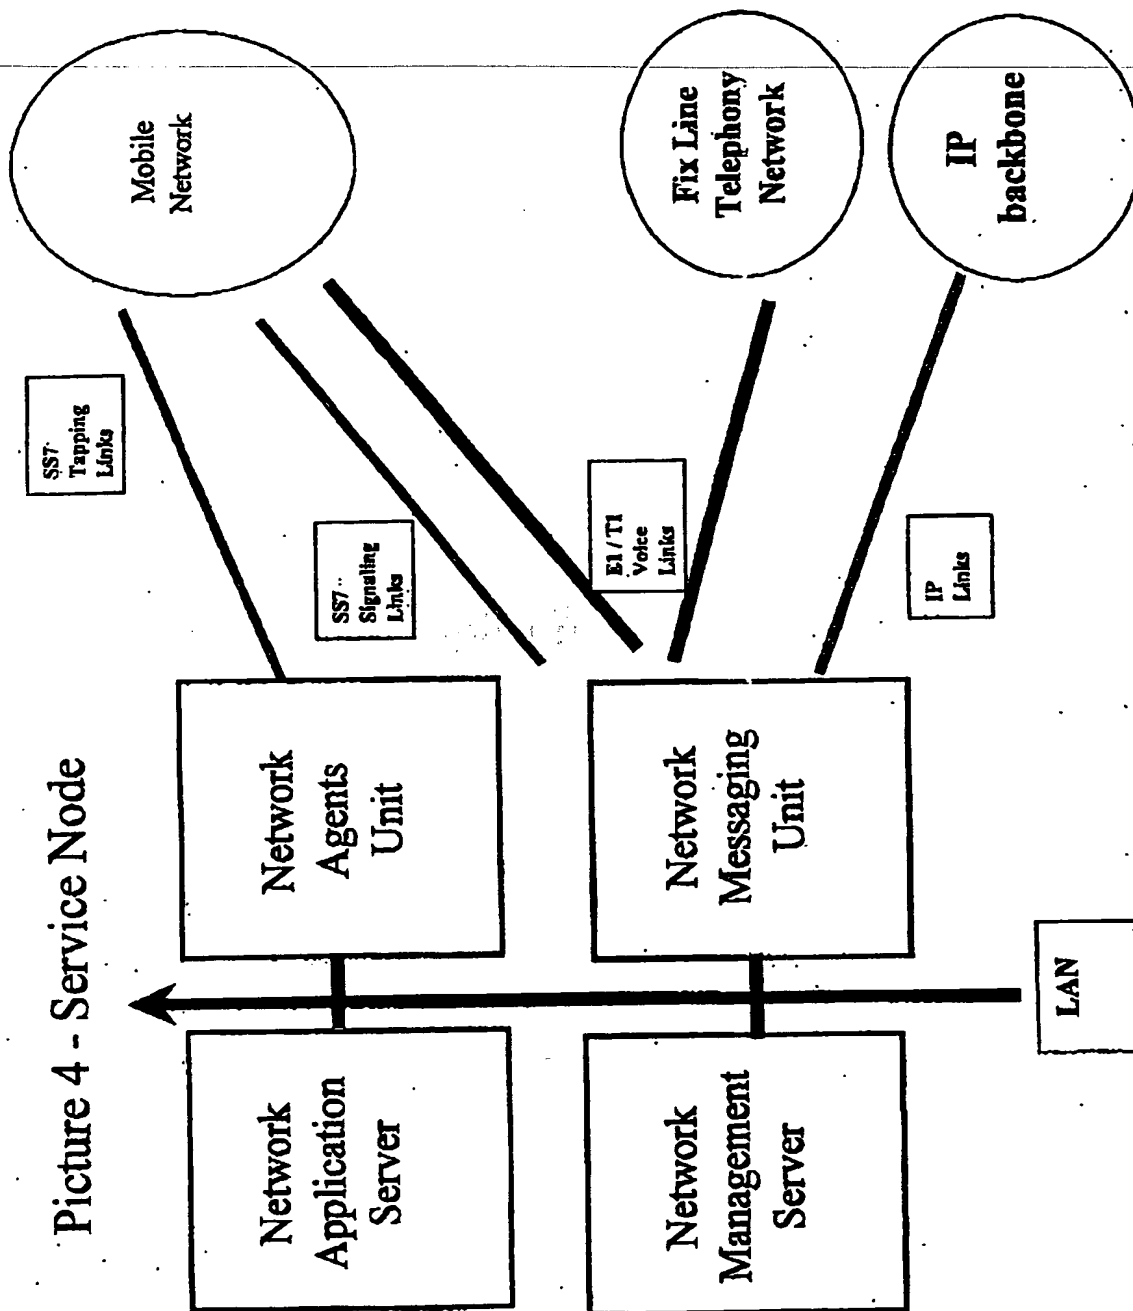 Picture 4 - Service Node
Network
Application
Server
Network
Agents
Unit
SS7
Tapping
Links
Mobile
Network
SS7
Signaling
Links
Network
Management
Server
Network
Messaging
Unit
E1 / T1
Voice
Links
Fix Line
Telephony
Network
IP
Links
IP
backbone
LAN